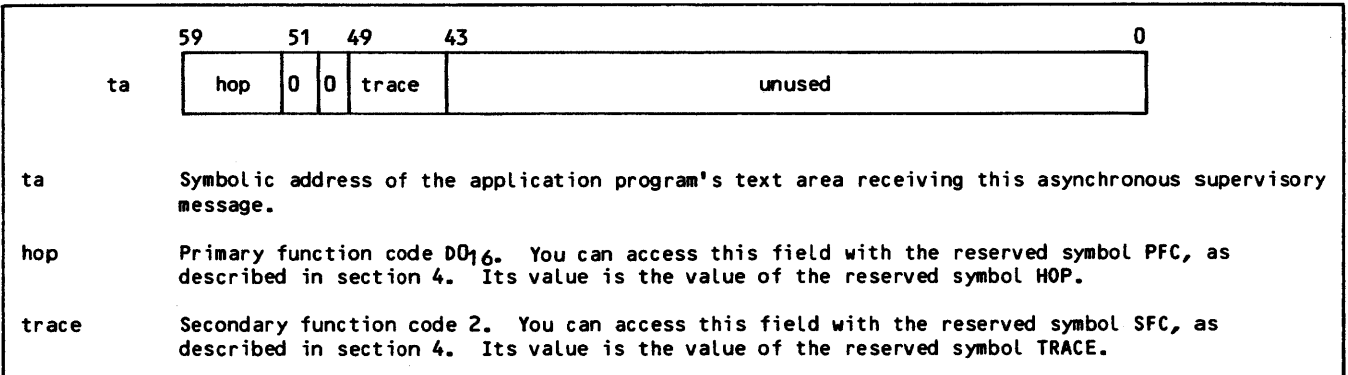 59 51 49 43 0
ta hop 0 0 trace unused
ta Symbolic address of the application program's text area receiving this asynchronous supervisory
message.
hop Primary function code D0₁₆. You can access this field with the reserved symbol PFC, as
described in section 4. Its value is the value of the reserved symbol HOP.
trace Secondary function code 2. You can access this field with the reserved symbol SFC, as
described in section 4. Its value is the value of the reserved symbol TRACE.